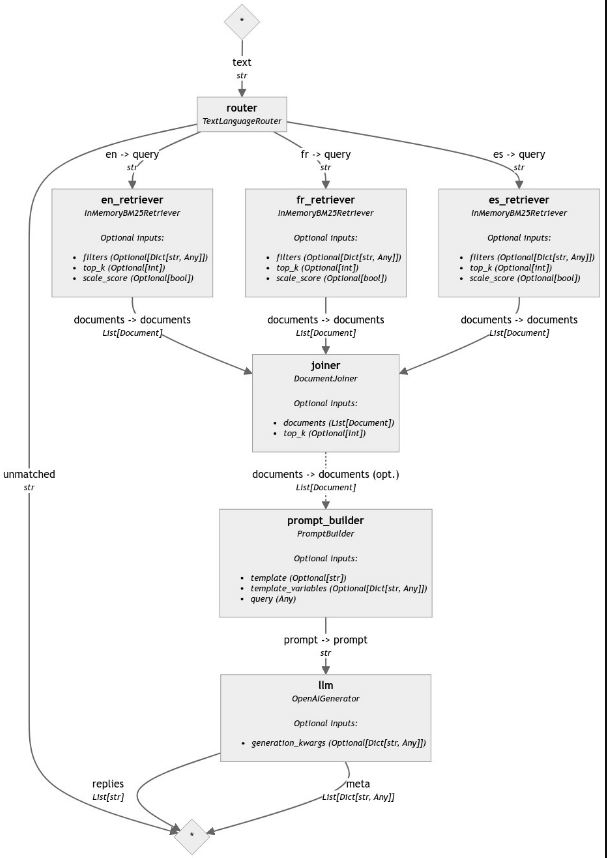 *
text
str
router
TextLanguageRouter
en -> query
str
fr -> query
str
es -> query
str
en_retriever
InMemoryBM25Retriever
Optional inputs:
• filters (Optional[Dict[str, Any]])
• top_k (Optional[int])
• scale_score (Optional[bool])
fr_retriever
InMemoryBM25Retriever
Optional inputs:
• filters (Optional[Dict[str, Any]])
• top_k (Optional[int])
• scale_score (Optional[bool])
es_retriever
InMemoryBM25Retriever
Optional inputs:
• filters (Optional[Dict[str, Any]])
• top_k (Optional[int])
• scale_score (Optional[bool])
documents -> documents
List[Document]
documents -> documents
List[Document]
documents -> documents
List[Document]
joiner
DocumentJoiner
Optional inputs:
• documents (List[Document])
• top_k (Optional[int])
unmatched
str
documents -> documents (opt.)
List[Document]
prompt_builder
PromptBuilder
Optional inputs:
• template (Optional[str])
• template_variables (Optional[Dict[str, Any]])
• query (Any)
prompt -> prompt
str
llm
OpenAIGenerator
Optional inputs:
• generation_kwargs (Optional[Dict[str, Any]])
replies
List[str]
meta
List[Dict[str, Any]]
*